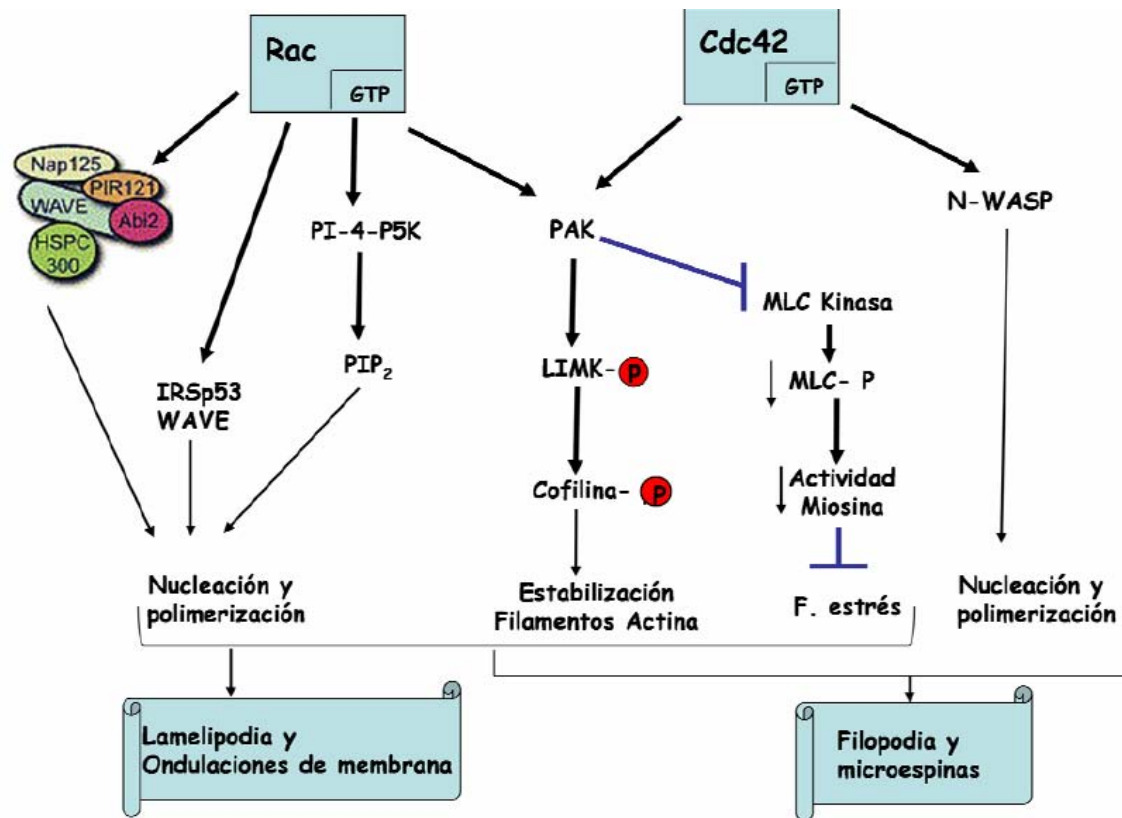 Rac
GTP
Cdc42
GTP
Nap125
PIR121
WAVE
Abi2
HSPC
300
PI-4-P5K
PAK
N-WASP
MLC Kinasa
IRSp53
WAVE
PIP₂
LIMK- P
MLC- P
Cofilina- P
Actividad
Miosina
Nucleación y
polimerización
Estabilización
Filamentos Actina
F. estrés
Nucleación y
polimerización
Lamelipodia y
Ondulaciones de membrana
Filopodia y
microespinas